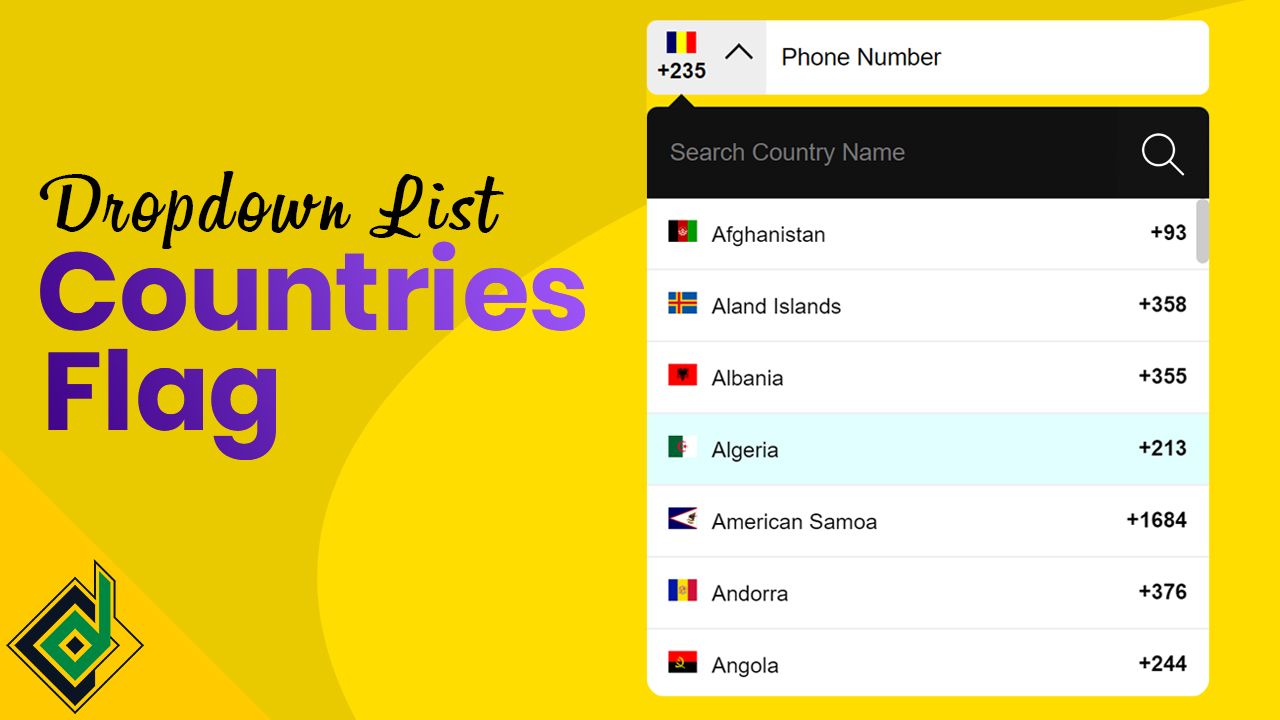 Dropdown List
Countries
Flag
+235
Phone Number
Search Country Name
Afghanistan +93
Aland Islands +358
Albania +355
Algeria +213
American Samoa +1684
Andorra +376
Angola +244